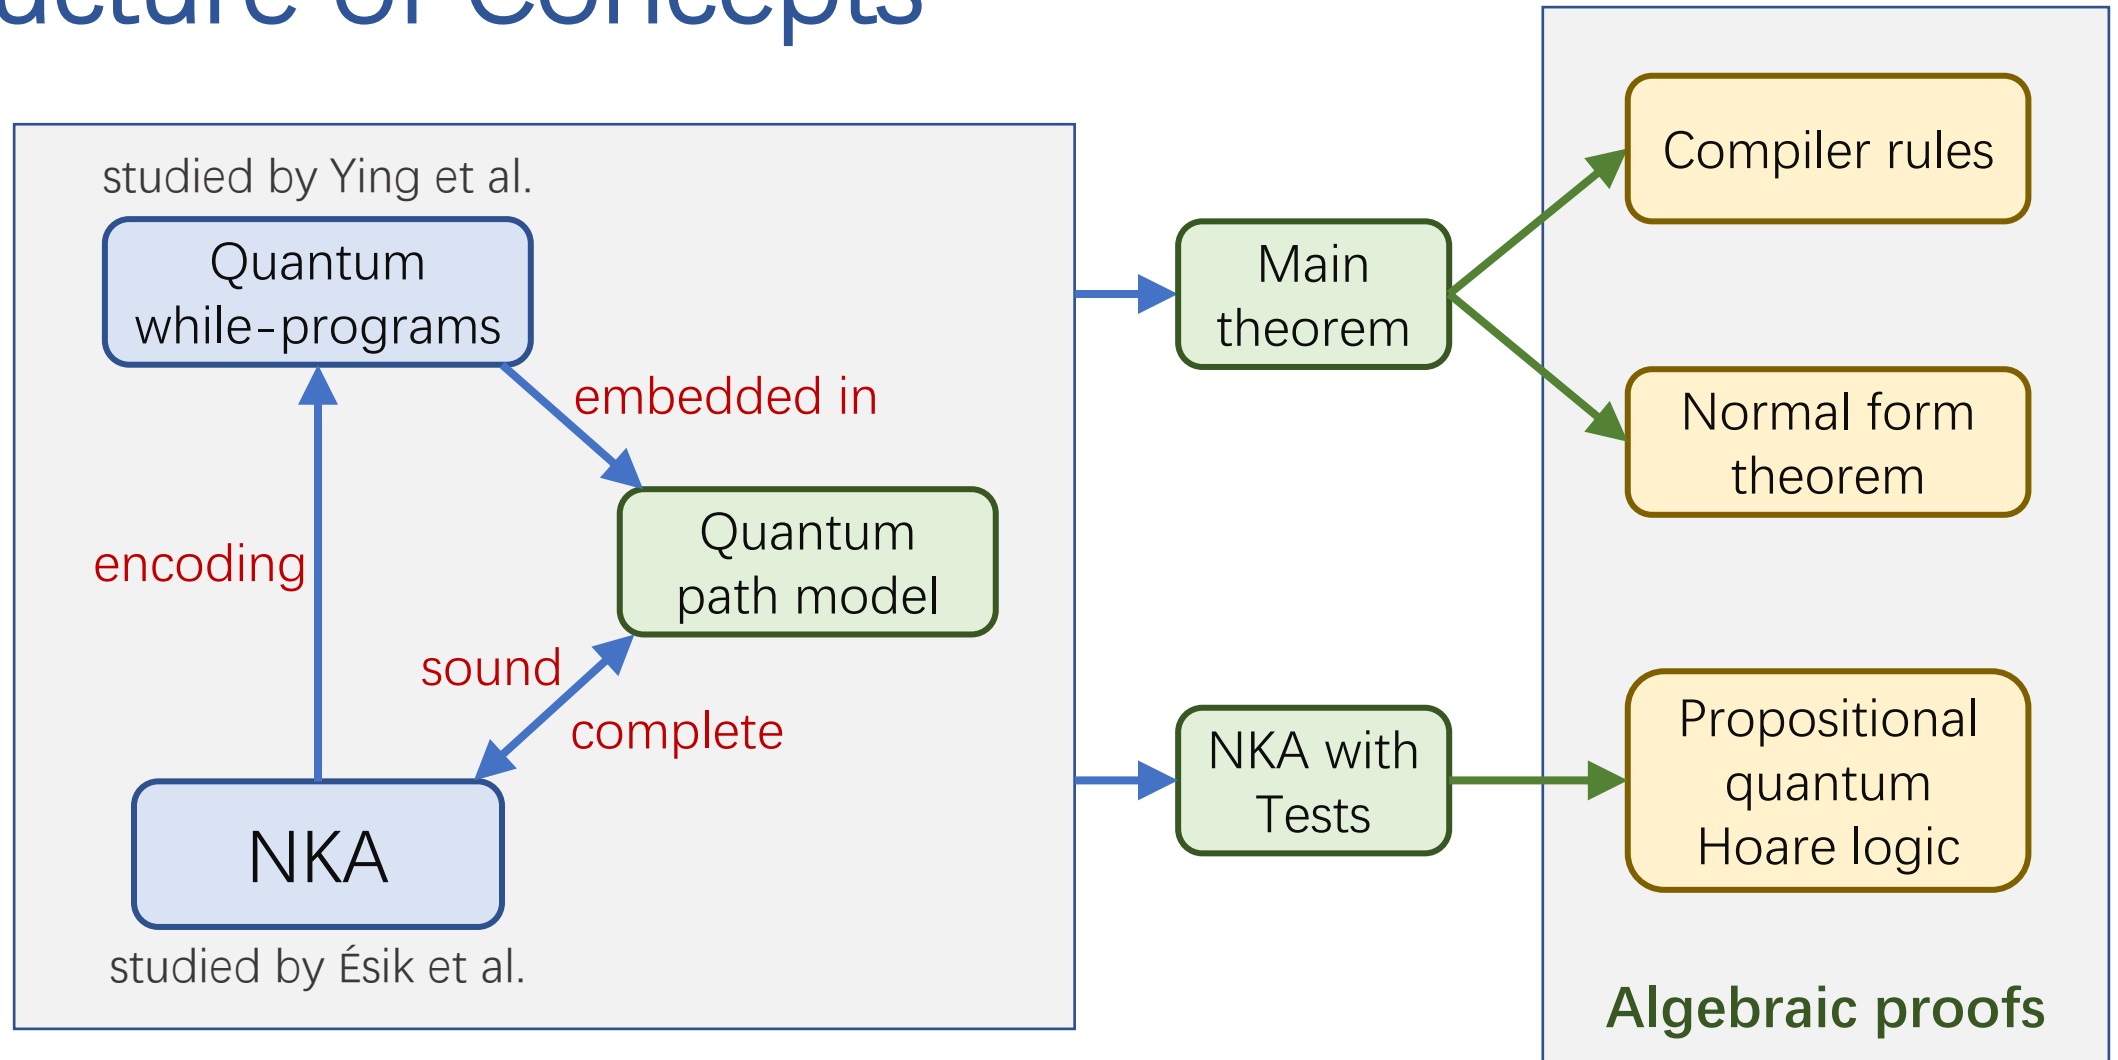 of Concepts
studied by Ying et al.
Quantum
while-programs
embedded in
encoding
Quantum
path model
sound
complete
NKA
studied by Ésik et al.
Main
theorem
NKA with
Tests
Compiler rules
Normal form
theorem
Propositional
quantum
Hoare logic
Algebraic proofs